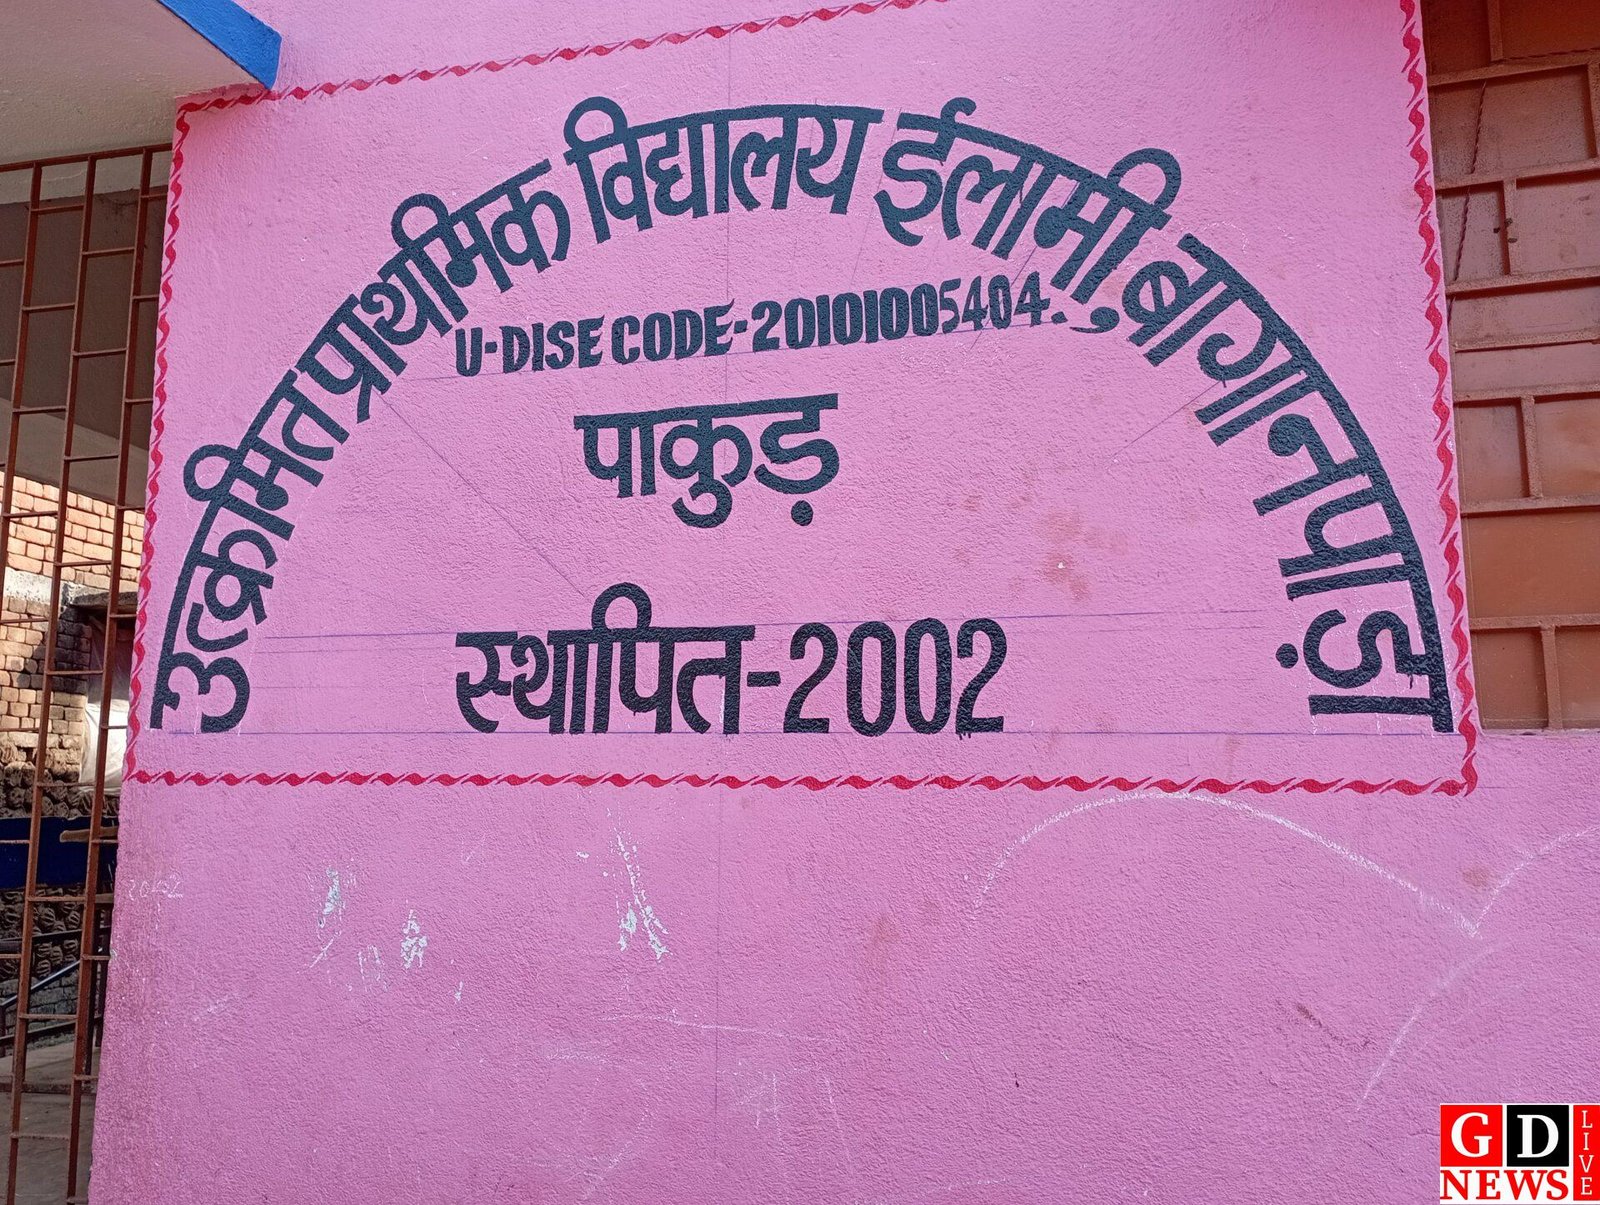 उत्क्रमित प्राथमिक विद्यालय ईलामी, बागानपाड़ा
U-DISE CODE-20101005404.
पाकुड़
स्थापित-2002
GD
NEWS
LIVE